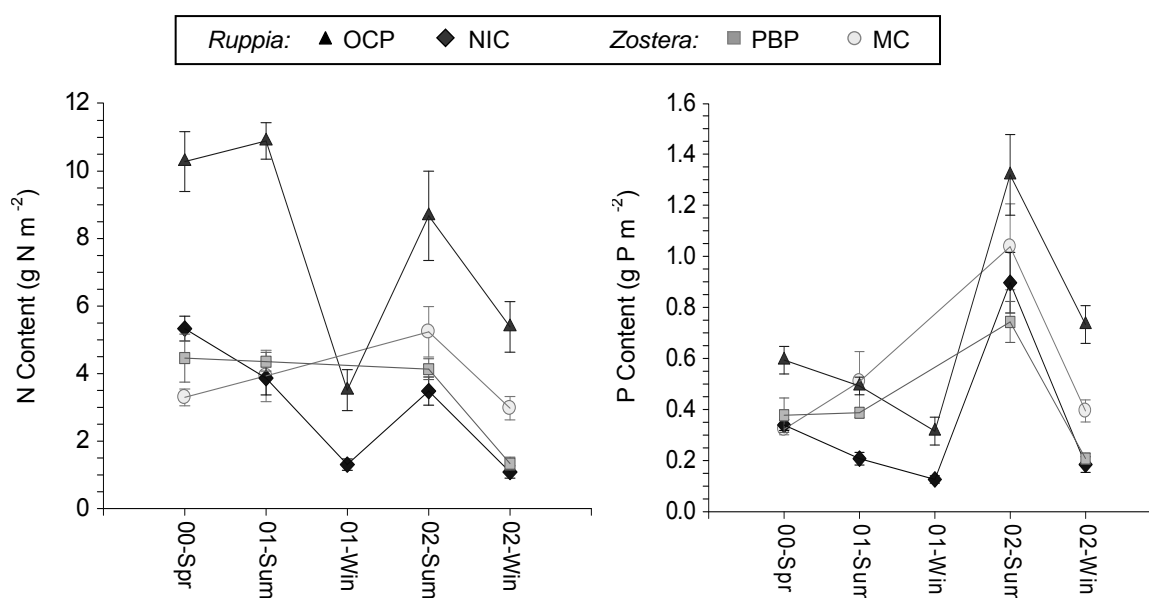 Ruppia: OCP NIC Zostera: PBP MC
N Content (g N m-2)
12
10
8
6
4
2
0
00-Spr
01-Sum
01-Win
02-Sum
02-Win
P Content (g P m-2)
1.6
1.4
1.2
1.0
0.8
0.6
0.4
0.2
0.0
00-Spr
01-Sum
01-Win
02-Sum
02-Win